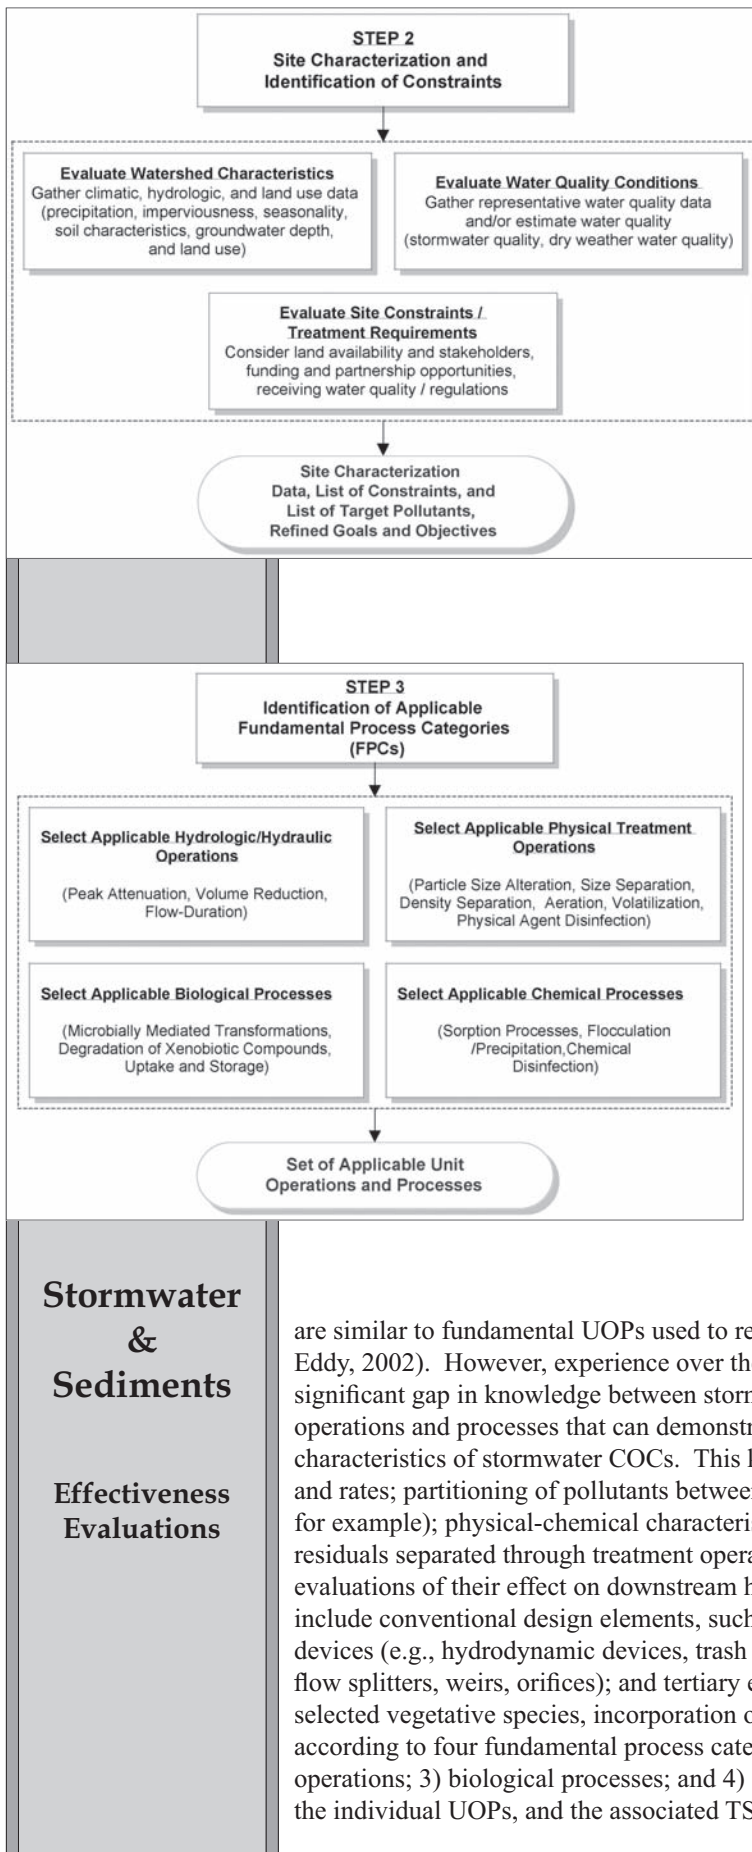 STEP 2
Site Characterization and
Identification of Constraints
Evaluate Watershed Characteristics
Gather climatic, hydrologic, and land use data
(precipitation, imperviousness, seasonality,
soil characteristics, groundwater depth,
and land use)
Evaluate Water Quality Conditions
Gather representative water quality data
and/or estimate water quality
(stormwater quality, dry weather water quality)
Evaluate Site Constraints /
Treatment Requirements
Consider land availability and stakeholders,
funding and partnership opportunities,
receiving water quality / regulations
Site Characterization
Data, List of Constraints, and
List of Target Pollutants,
Refined Goals and Objectives
STEP 3
Identification of Applicable
Fundamental Process Categories
(FPCs)
Select Applicable Hydrologic/Hydraulic
Operations
(Peak Attenuation, Volume Reduction,
Flow-Duration)
Select Applicable Physical Treatment
Operations
(Particle Size Alteration, Size Separation,
Density Separation, Aeration, Volatilization,
Physical Agent Disinfection)
Select Applicable Biological Processes
(Microbially Mediated Transformations,
Degradation of Xenobiotic Compounds,
Uptake and Storage)
Select Applicable Chemical Processes
(Sorption Processes, Flocculation
/Precipitation,Chemical
Disinfection)
Set of Applicable Unit
Operations and Processes
Stormwater
&
Sediments
Effectiveness
Evaluations
are similar to fundamental UOPs used to re
Eddy, 2002). However, experience over the
significant gap in knowledge between storm
operations and processes that can demonstr
characteristics of stormwater COCs. This
and rates; partitioning of pollutants between
for example); physical-chemical characteris
residuals separated through treatment opera
evaluations of their effect on downstream h
include conventional design elements, such
devices (e.g., hydrodynamic devices, trash
flow splitters, weirs, orifices); and tertiary e
selected vegetative species, incorporation o
according to four fundamental process cate
operations; 3) biological processes; and 4)
the individual UOPs, and the associated TS